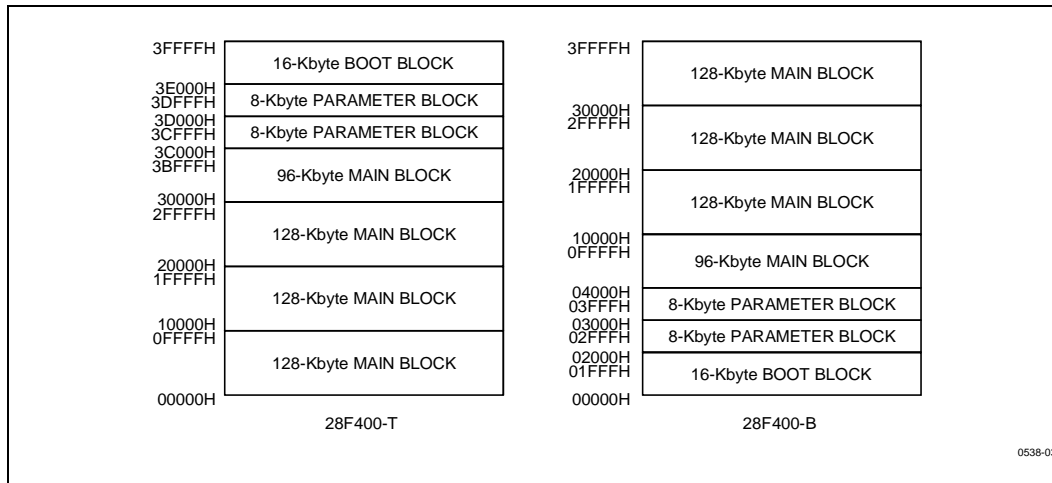 3FFFFH
16-Kbyte BOOT BLOCK
3E000H
3DFFFH
8-Kbyte PARAMETER BLOCK
3D000H
3CFFFH
8-Kbyte PARAMETER BLOCK
3C000H
3BFFFH
96-Kbyte MAIN BLOCK
30000H
2FFFFH
128-Kbyte MAIN BLOCK
20000H
1FFFFH
128-Kbyte MAIN BLOCK
10000H
0FFFFH
128-Kbyte MAIN BLOCK
00000H
28F400-T
3FFFFH
128-Kbyte MAIN BLOCK
30000H
2FFFFH
128-Kbyte MAIN BLOCK
20000H
1FFFFH
128-Kbyte MAIN BLOCK
10000H
0FFFFH
96-Kbyte MAIN BLOCK
04000H
03FFFH
8-Kbyte PARAMETER BLOCK
03000H
02FFFH
8-Kbyte PARAMETER BLOCK
02000H
01FFFH
16-Kbyte BOOT BLOCK
00000H
28F400-B
0538-03